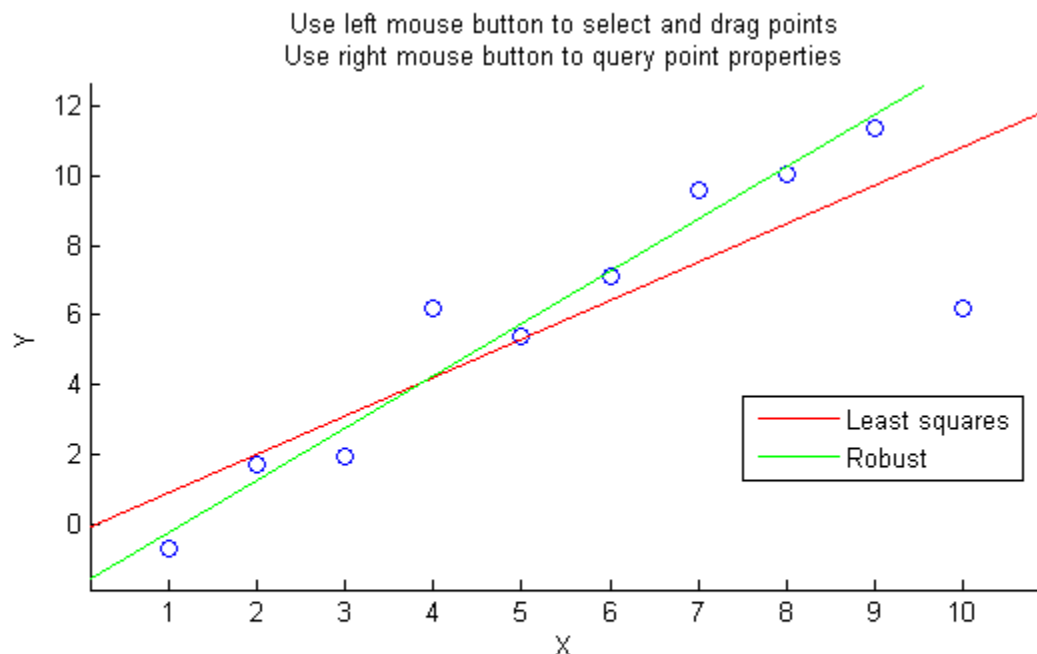 Use left mouse button to select and drag points
Use right mouse button to query point properties
12
10
8
6
4
2
0
Y
Least squares
Robust
1 2 3 4 5 6 7 8 9 10
X